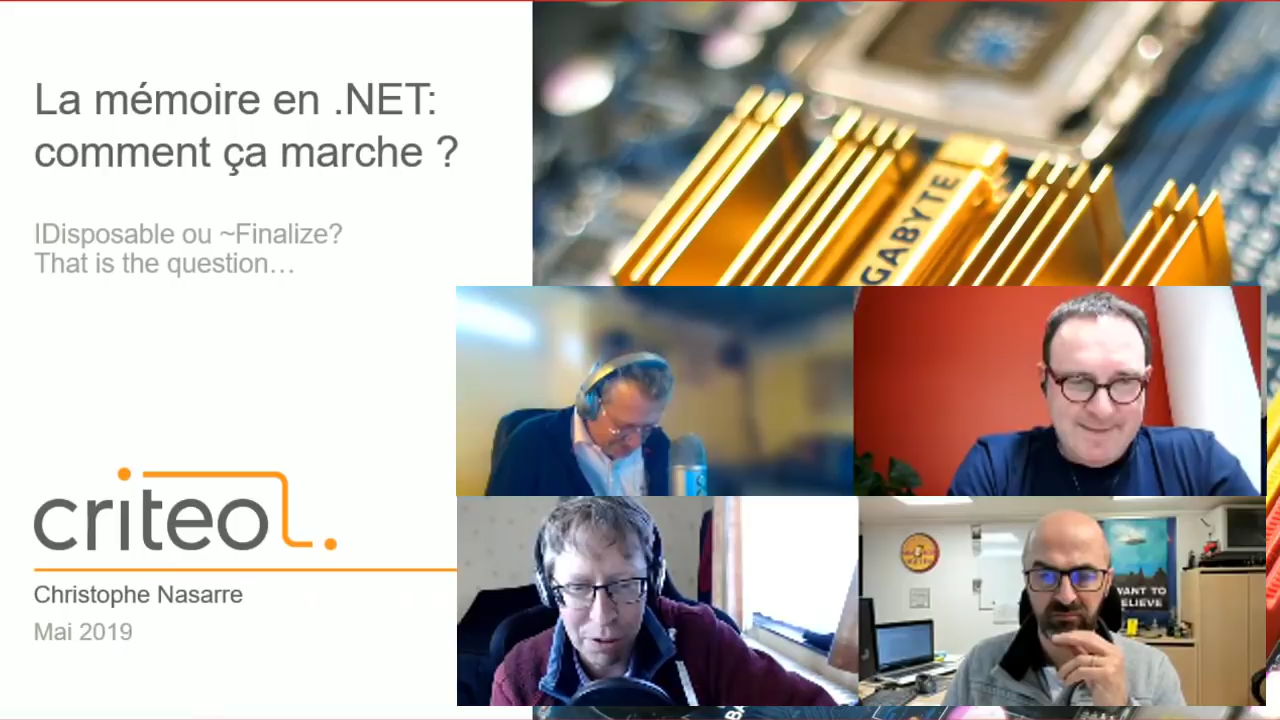 La mémoire en .NET:
comment ça marche ?
IDisposable ou ~Finalize?
That is the question…
GABYTE
criteo
Christophe Nasarre
Mai 2019
WANT TO
ELIEVE